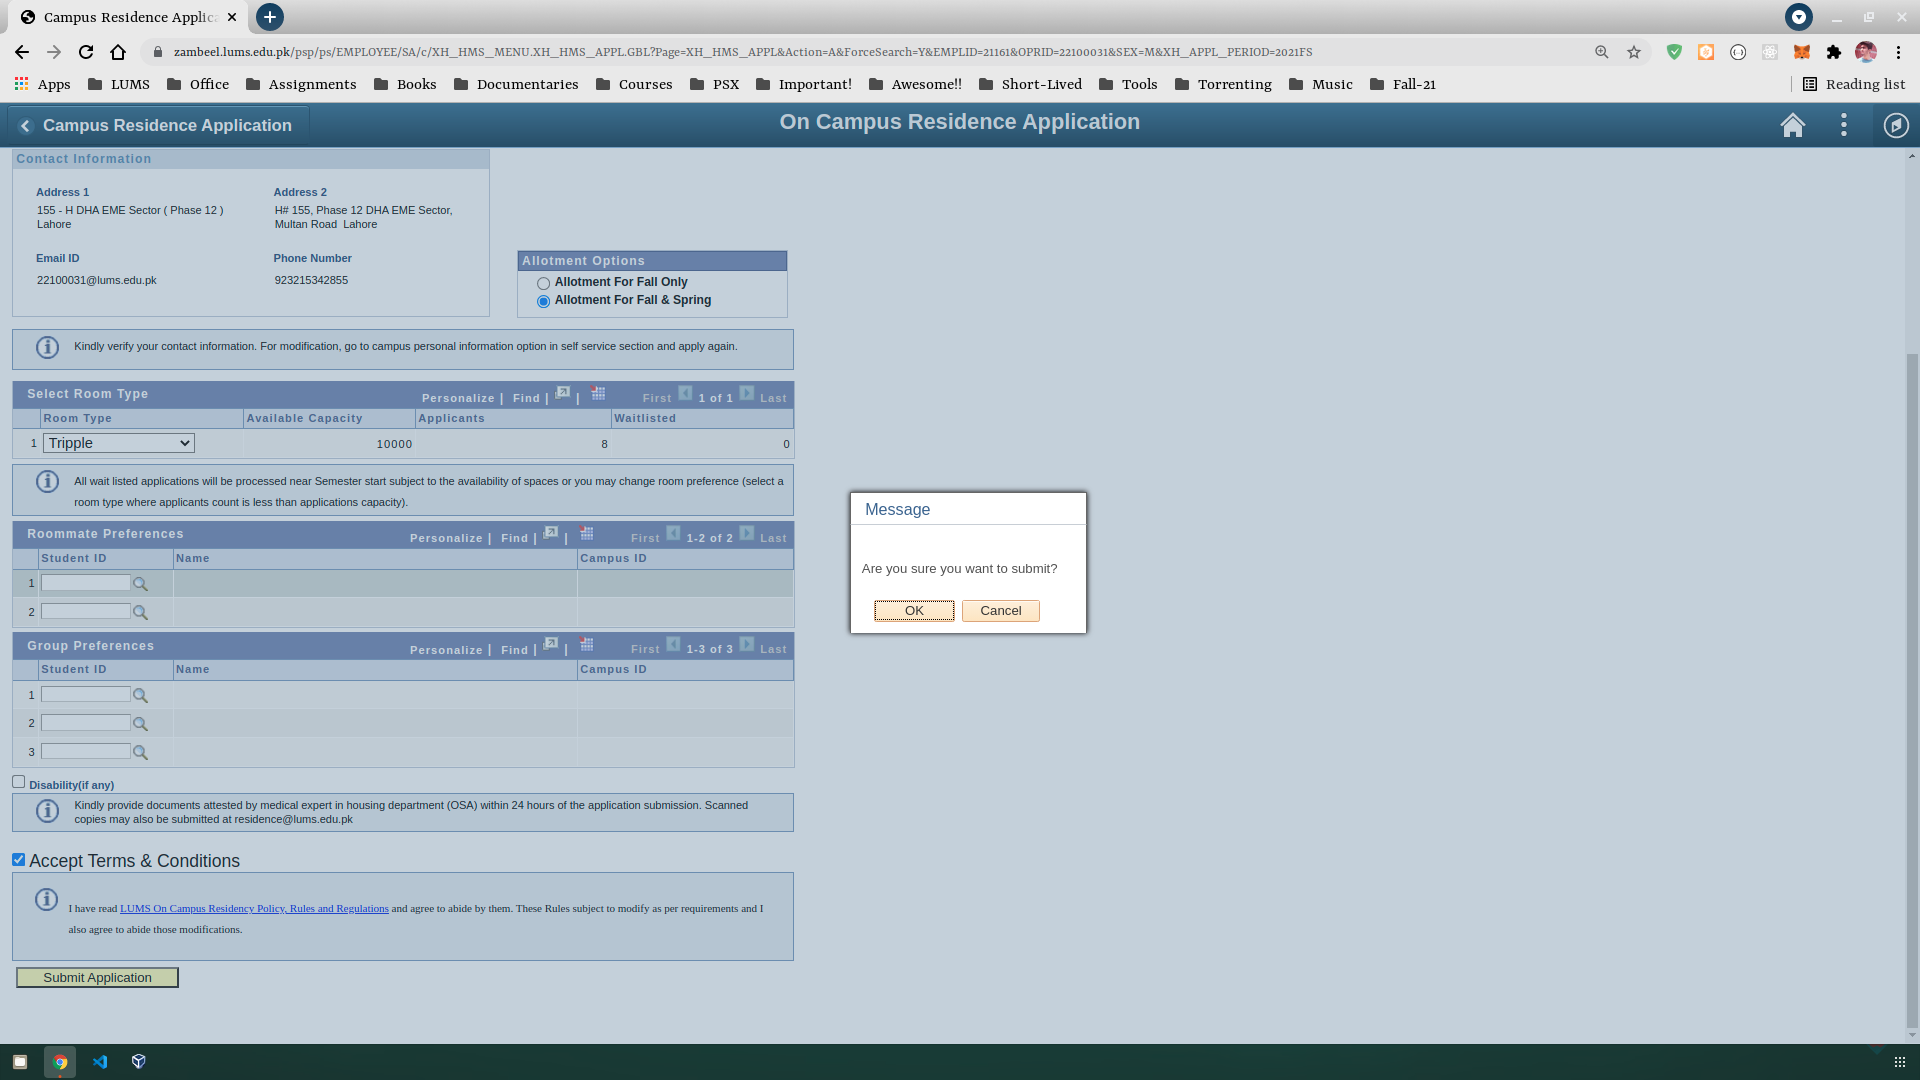 Campus Residence Applica
zambeel.lums.edu.pk/psp/ps/EMPLOYEE/SA/c/XH_HMS_MENU.XH_HMS_APPL.GBL?Page=XH_HMS_APPL&Action=A&ForceSearch=Y&EMPLID=21161&OPRID=22100031&SEX=M&XH_APPL_PERIOD=2021FS
Apps LUMS Office Assignments Books Documentaries Courses PSX Important! Awesome!! Short-Lived Tools Torrenting Music Fall-21 Reading list
Campus Residence Application
On Campus Residence Application
Contact Information
Address 1 Address 2
155 - H DHA EME Sector ( Phase 12 ) H# 155, Phase 12 DHA EME Sector,
Lahore Multan Road Lahore
Email ID Phone Number
22100031@lums.edu.pk 923215342855
Allotment Options
Allotment For Fall Only
Allotment For Fall & Spring
Kindly verify your contact information. For modification, go to campus personal information option in self service section and apply again.
Select Room Type Personalize | Find | | First 1 of 1 Last
Room Type Available Capacity Applicants Waitlisted
1 Tripple 10000 8 0
All wait listed applications will be processed near Semester start subject to the availability of spaces or you may change room preference (select a
room type where applicants count is less than applications capacity).
Roommate Preferences Personalize | Find | | First 1-2 of 2 Last
Student ID Name Campus ID
1
2
Group Preferences Personalize | Find | | First 1-3 of 3 Last
Student ID Name Campus ID
1
2
3
Disability(if any)
Kindly provide documents attested by medical expert in housing department (OSA) within 24 hours of the application submission. Scanned
copies may also be submitted at residence@lums.edu.pk
Accept Terms & Conditions
I have read LUMS On Campus Residency Policy, Rules and Regulations and agree to abide by them. These Rules subject to modify as per requirements and I
also agree to abide those modifications.
Submit Application
Message
Are you sure you want to submit?
OK Cancel